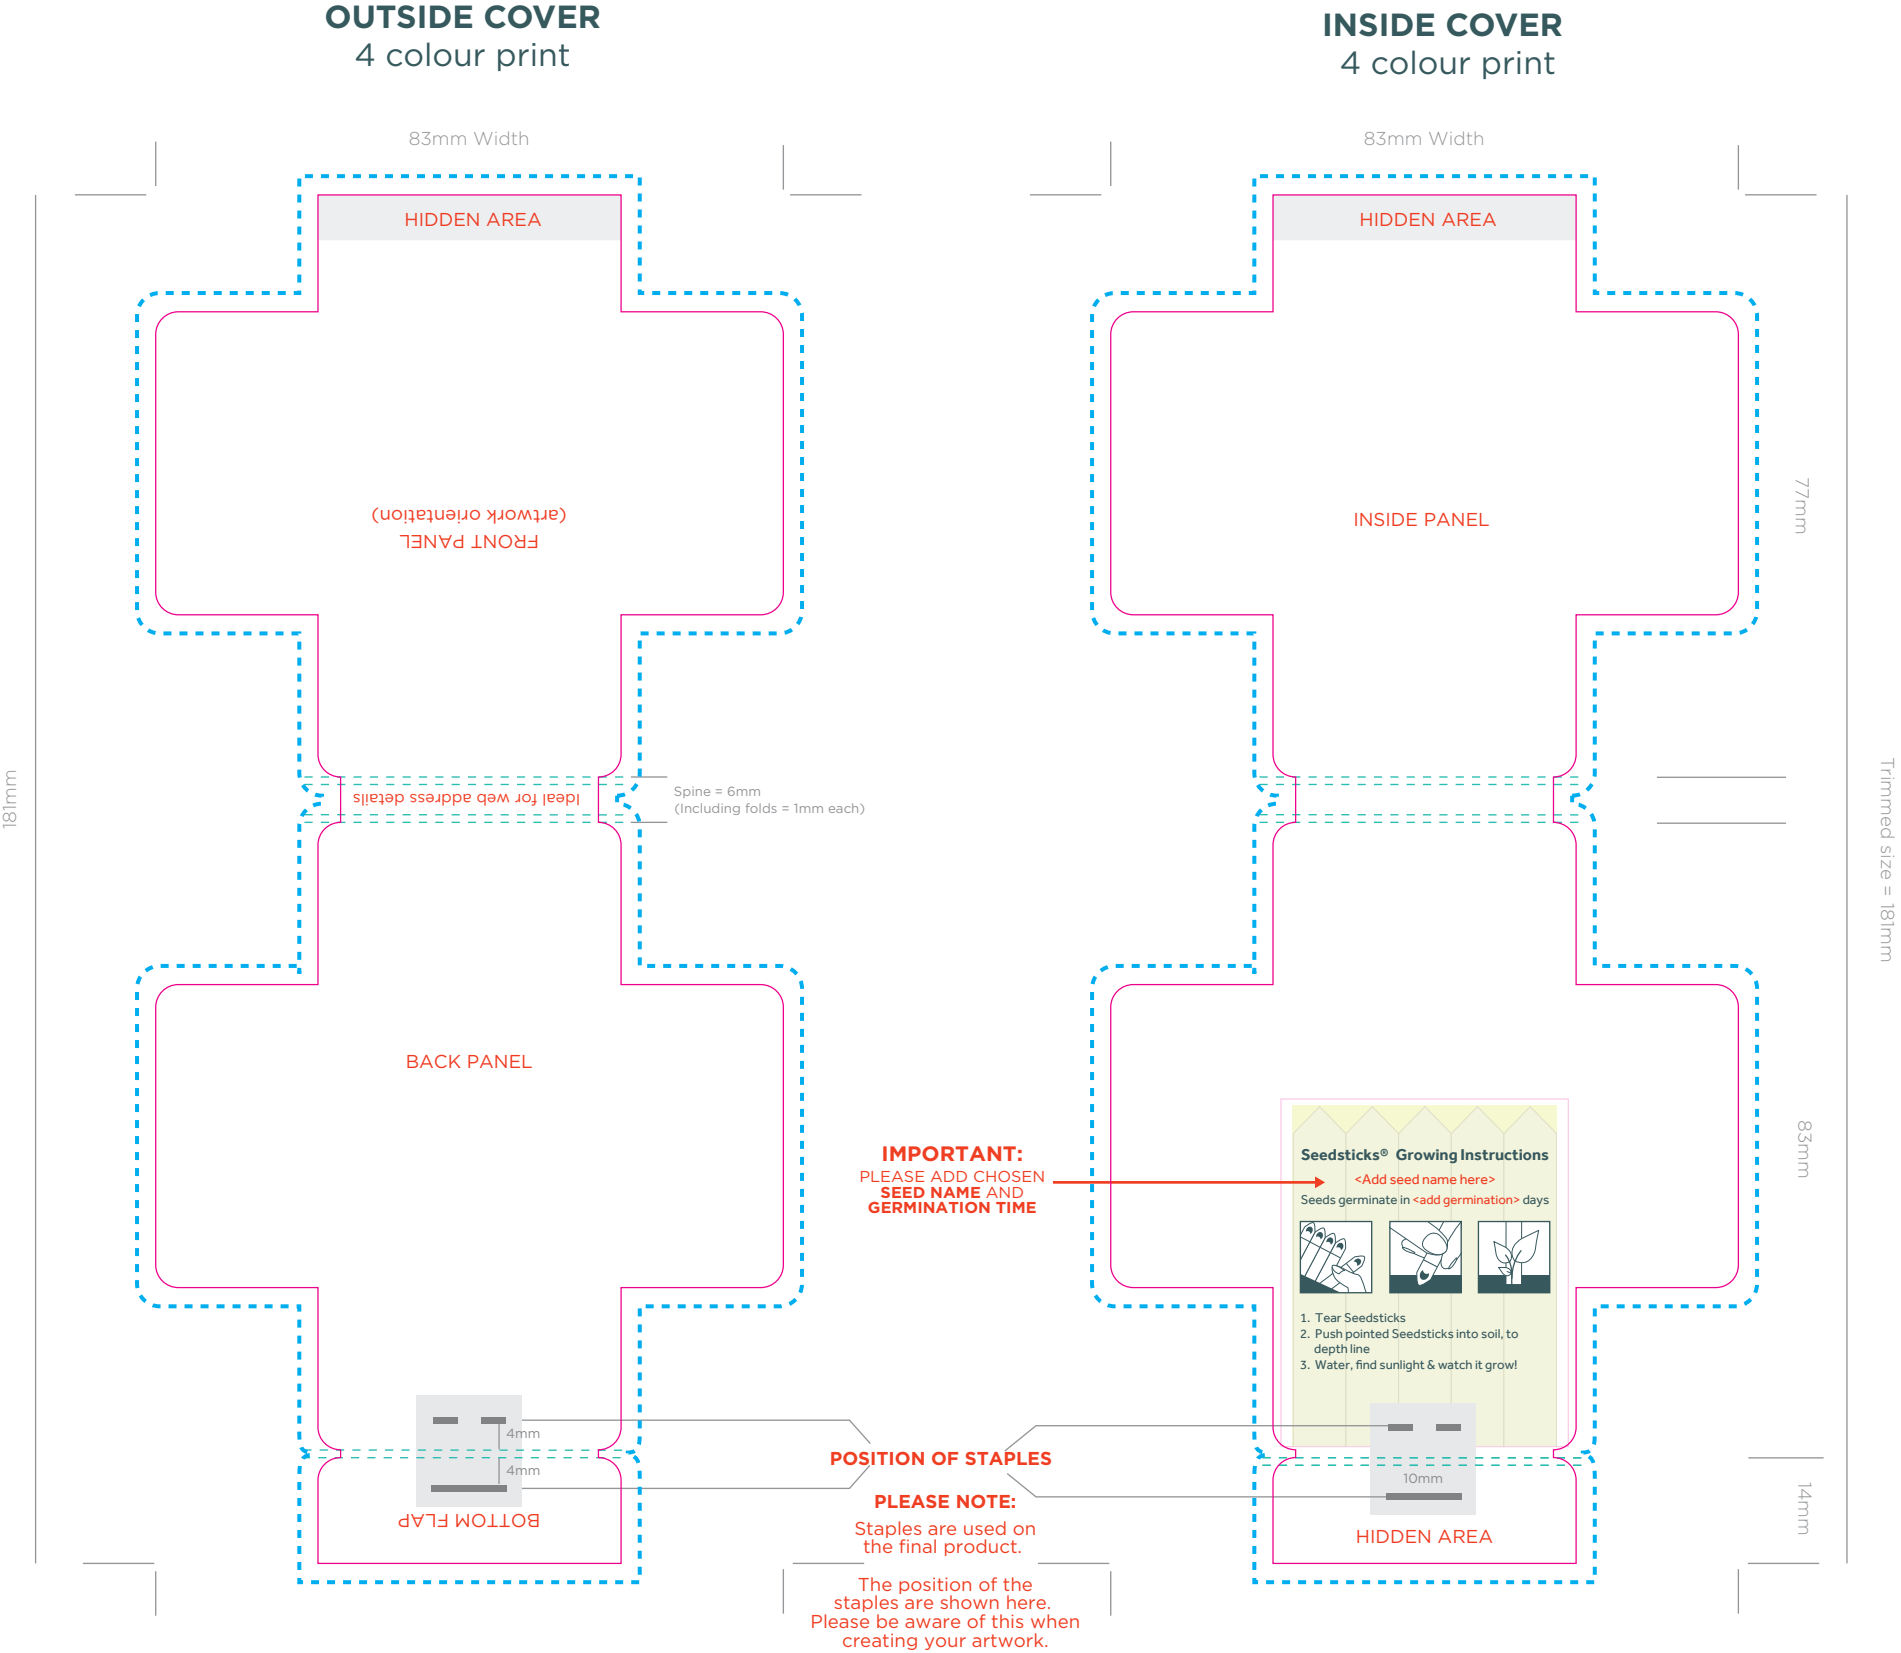 OUTSIDE COVER
4 colour print
83mm Width
HIDDEN AREA
FRONT PANEL
(artwork orientation)
Ideal for web address details
Spine = 6mm
(Including folds = 1mm each)
181mm
BACK PANEL
4mm
4mm
BOTTOM FLAP
IMPORTANT:
PLEASE ADD CHOSEN
SEED NAME AND
GERMINATION TIME
POSITION OF STAPLES
PLEASE NOTE:
Staples are used on
the final product.
The position of the
staples are shown here.
Please be aware of this when
creating your artwork.
INSIDE COVER
4 colour print
83mm Width
HIDDEN AREA
INSIDE PANEL
77mm
Trimmed size = 181mm
83mm
Seedsticks® Growing Instructions
<Add seed name here>
Seeds germinate in <add germination> days
1. Tear Seedsticks
2. Push pointed Seedsticks into soil, to
depth line
3. Water, find sunlight & watch it grow!
10mm
HIDDEN AREA
14mm